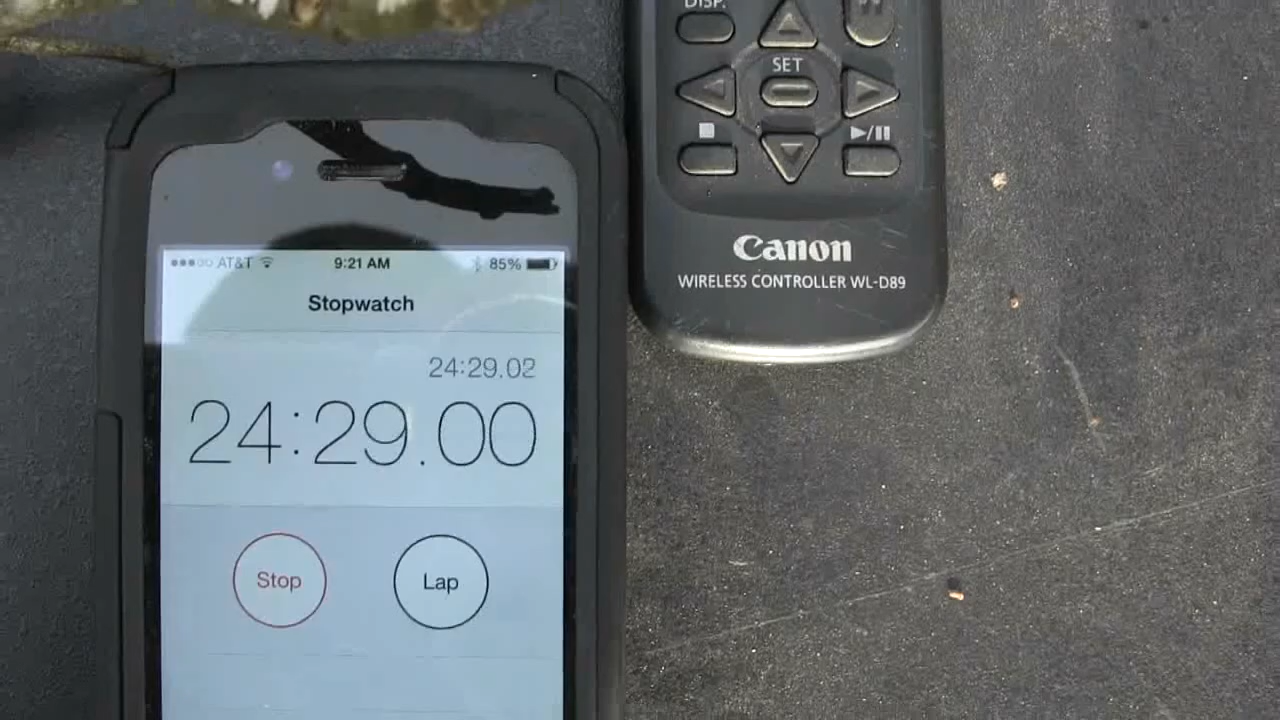 DISP.
SET
Canon
WIRELESS CONTROLLER WL-D89
AT&T 9:21 AM 85%
Stopwatch
24:29.02
24:29.00
Stop Lap